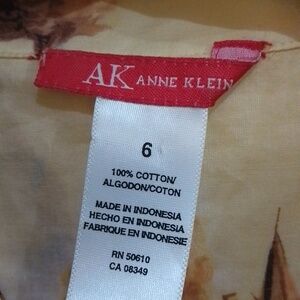 AK ANNE KLEIN
6
100% COTTON/
ALGODON/COTON
MADE IN INDONESIA
HECHO EN INDONESIA
FABRIQUE EN INDONESIE
RN 50610
CA 08349